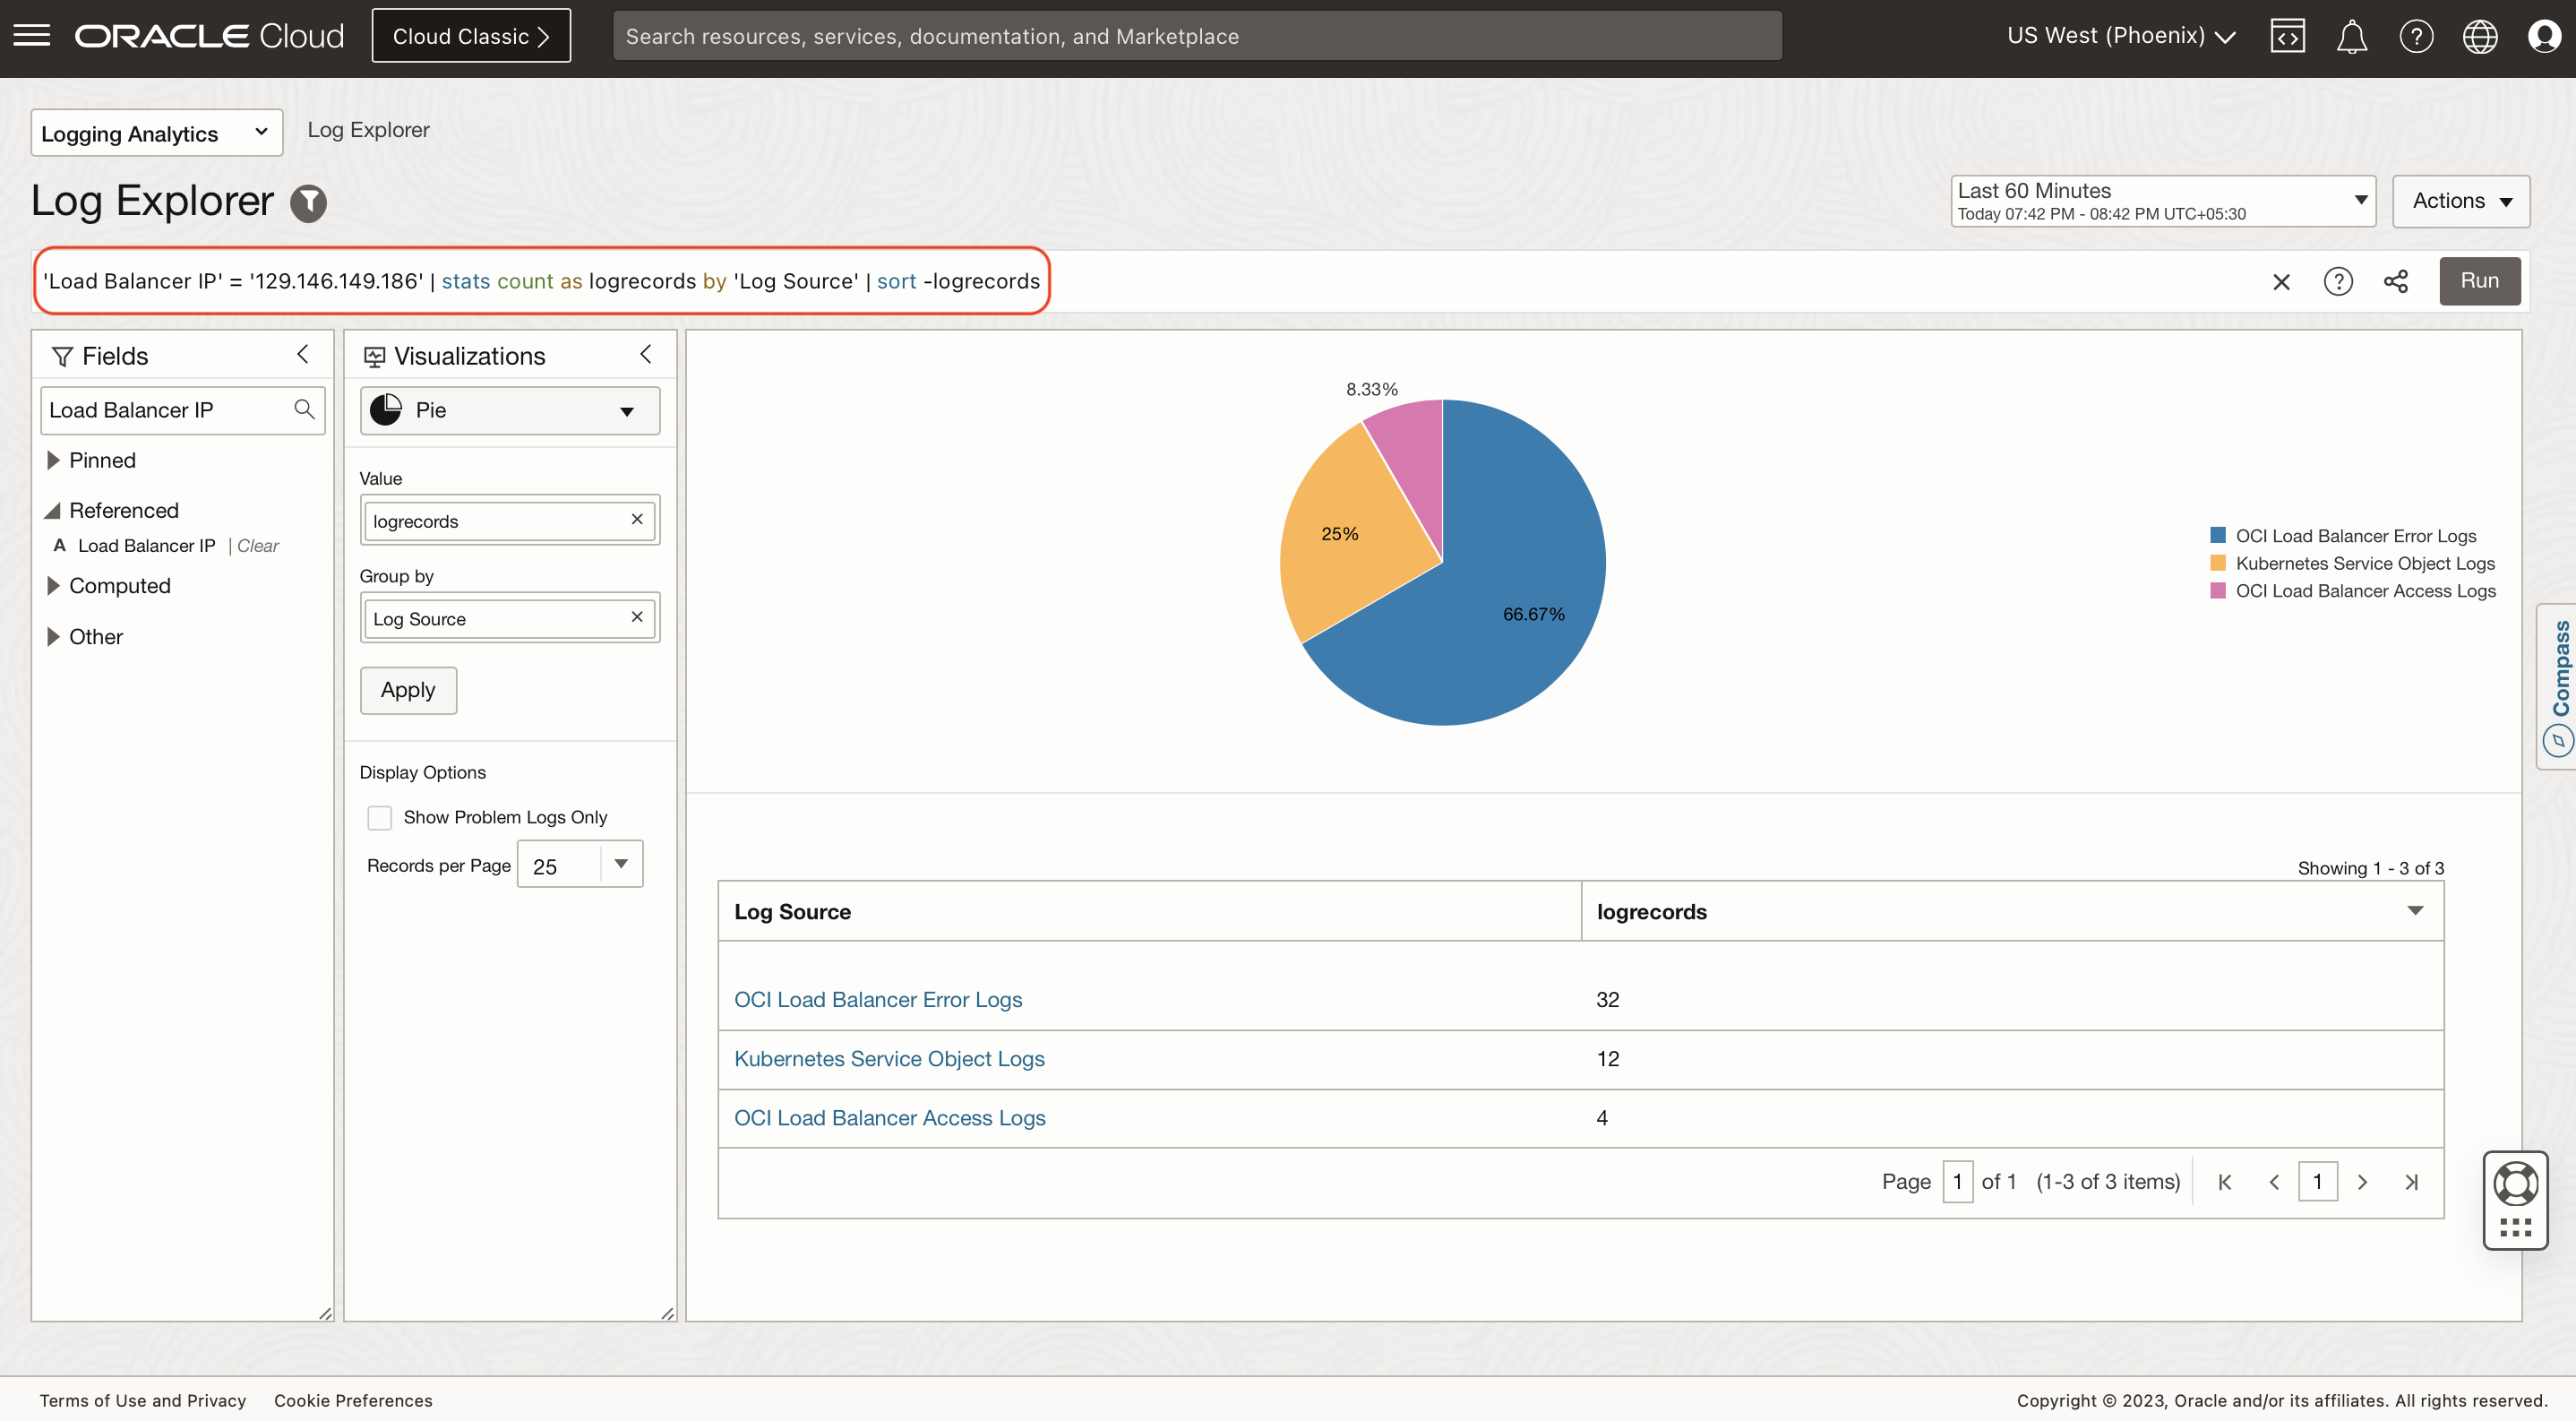 ORACLE Cloud
Cloud Classic
Search resources, services, documentation, and Marketplace
US West (Phoenix)
Logging Analytics
Log Explorer
Log Explorer
Last 60 Minutes
Today 07:42 PM - 08:42 PM UTC+05:30
Actions
'Load Balancer IP' = '129.146.149.186' | stats count as logrecords by 'Log Source' | sort -logrecords
Run
Fields
Load Balancer IP
Pinned
Referenced
A Load Balancer IP | Clear
Computed
Other
Visualizations
Pie
Value
logrecords
Group by
Log Source
Apply
Display Options
Show Problem Logs Only
Records per Page 25
8.33%
25%
66.67%
OCI Load Balancer Error Logs
Kubernetes Service Object Logs
OCI Load Balancer Access Logs
Compass
Showing 1 - 3 of 3
Log Source logrecords
OCI Load Balancer Error Logs 32
Kubernetes Service Object Logs 12
OCI Load Balancer Access Logs 4
Page 1 of 1 (1-3 of 3 items) 1
Terms of Use and Privacy Cookie Preferences
Copyright © 2023, Oracle and/or its affiliates. All rights reserved.